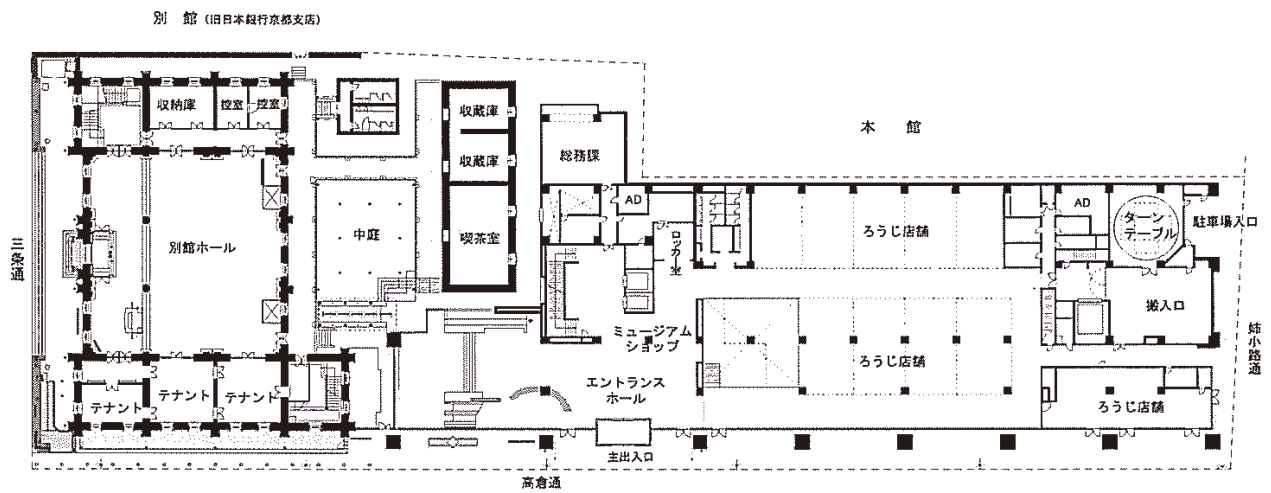 別 館 (旧日本銀行京都支店)
収納庫
控室
控室
収蔵庫
収蔵庫
喫茶室
総務課
本 館
AD
AD
ターン
テーブル
駐車場入口
三条通
別館ホール
中庭
ロッカー室
ろうじ店舗
搬入口
ミュージアム
ショップ
ろうじ店舗
姉小路通
エントランス
ホール
テナント
テナント
テナント
ろうじ店舗
主出入口
高倉通